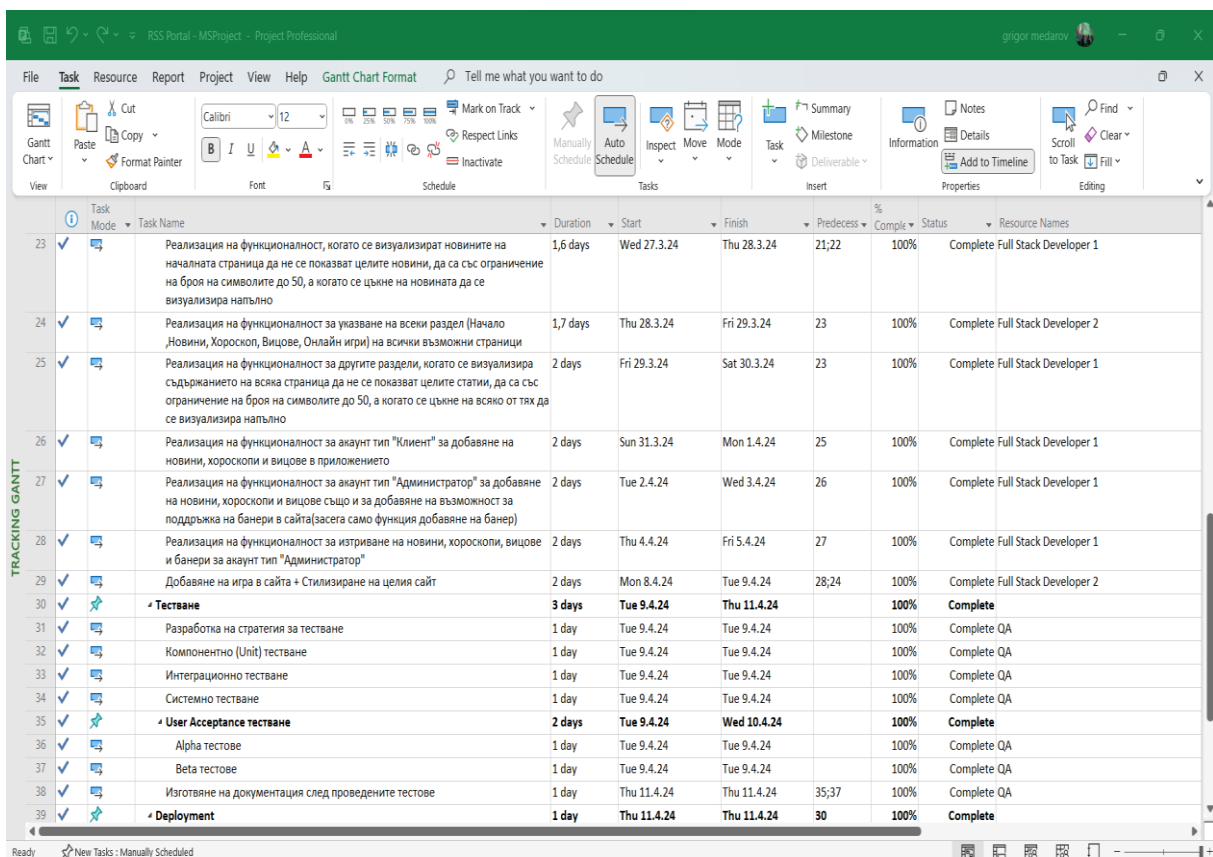 RSS Portal - MSProject - Project Professional
grigor medarov
File Task Resource Report Project View Help Gantt Chart Format Tell me what you want to do
Gantt Chart
View
Paste
Cut
Copy
Format Painter
Clipboard
Calibri 12
B I U A
Font
0% 25% 50% 75% 100%
Mark on Track
Respect Links
Inactivate
Schedule
Manually Schedule
Auto Schedule
Inspect
Move
Mode
Tasks
Task
Summary
Milestone
Deliverable
Insert
Information
Notes
Details
Add to Timeline
Properties
Scroll to Task
Find
Clear
Fill
Editing
TRACKING GANTT
Task Mode Task Name Duration Start Finish Predecess % Comple Status Resource Names
23 Реализация на функционалност, когато се визуализират новините на 1,6 days Wed 27.3.24 Thu 28.3.24 21;22 100% Complete Full Stack Developer 1
началната страница да не се показват целите новини, да са със ограничение
на броя на символите до 50, а когато се цъкне на новината да се
визуализира напълно
24 Реализация на функционалност за указване на всеки раздел (Начало 1,7 days Thu 28.3.24 Fri 29.3.24 23 100% Complete Full Stack Developer 2
,Новини, Хороскоп, Вицове, Онлайн игри) на всички възможни страници
25 Реализация на функционалност за другите раздели, когато се визуализира 2 days Fri 29.3.24 Sat 30.3.24 23 100% Complete Full Stack Developer 1
съдържанието на всяка страница да не се показват целите статии, да са със
ограничение на броя на символите до 50, а когато се цъкне на всяко от тях да
се визуализира напълно
26 Реализация на функционалност за акаунт тип "Клиент" за добавяне на 2 days Sun 31.3.24 Mon 1.4.24 25 100% Complete Full Stack Developer 1
новини, хороскопи и вицове в приложението
27 Реализация на функционалност за акаунт тип "Администратор" за добавяне 2 days Tue 2.4.24 Wed 3.4.24 26 100% Complete Full Stack Developer 1
на новини, хороскопи и вицове също и за добавяне на възможност за
поддръжка на банери в сайта(засега само функция добавяне на банер)
28 Реализация на функционалност за изтриване на новини, хороскопи, вицове 2 days Thu 4.4.24 Fri 5.4.24 27 100% Complete Full Stack Developer 1
и банери за акаунт тип "Администратор"
29 Добавяне на игра в сайта + Стилизиране на целия сайт 2 days Mon 8.4.24 Tue 9.4.24 28;24 100% Complete Full Stack Developer 2
30 Тестване 3 days Tue 9.4.24 Thu 11.4.24 100% Complete
31 Разработка на стратегия за тестване 1 day Tue 9.4.24 Tue 9.4.24 100% Complete QA
32 Компонентно (Unit) тестване 1 day Tue 9.4.24 Tue 9.4.24 100% Complete QA
33 Интеграционно тестване 1 day Tue 9.4.24 Tue 9.4.24 100% Complete QA
34 Системно тестване 1 day Tue 9.4.24 Tue 9.4.24 100% Complete QA
35 User Acceptance тестване 2 days Tue 9.4.24 Wed 10.4.24 100% Complete
36 Alpha тестове 1 day Tue 9.4.24 Tue 9.4.24 100% Complete QA
37 Beta тестове 1 day Tue 9.4.24 Tue 9.4.24 100% Complete QA
38 Изготвяне на документация след проведените тестове 1 day Thu 11.4.24 Thu 11.4.24 35;37 100% Complete QA
39 Deployment 1 day Thu 11.4.24 Thu 11.4.24 30 100% Complete
Ready New Tasks : Manually Scheduled